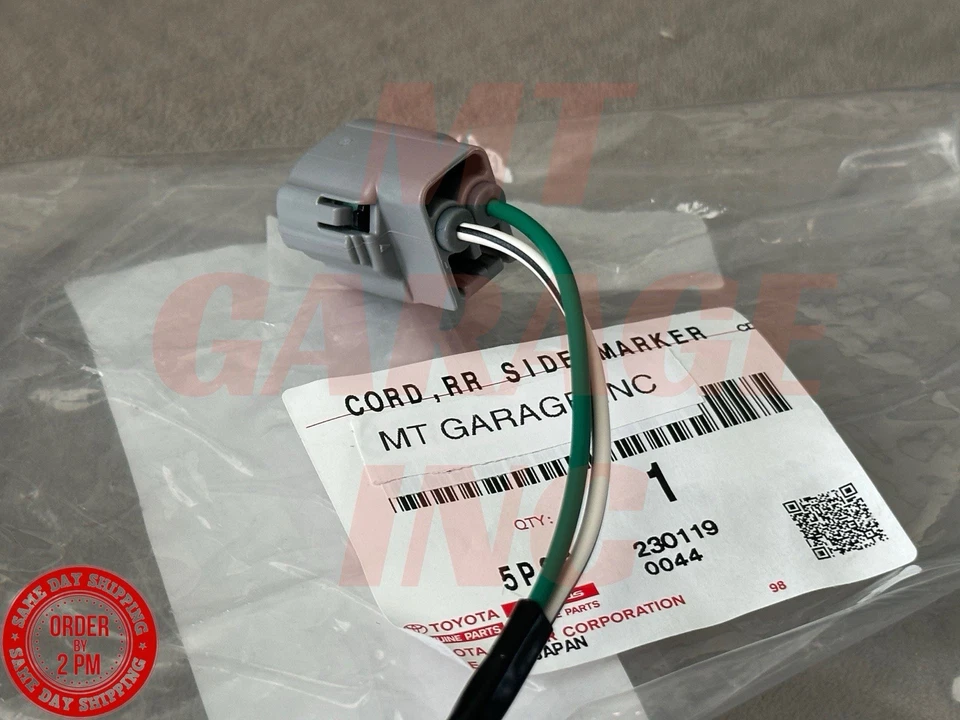 MT
GARAGE
INC
CORD,RR SIDE MARKER
MT GARAGE INC
QTY: 1
230119
0044
98
TOYOTA
PARTS
CORPORATION
JAPAN
SAME DAY SHIPPING
ORDER
BY
2 PM
SAME DAY SHIPPING